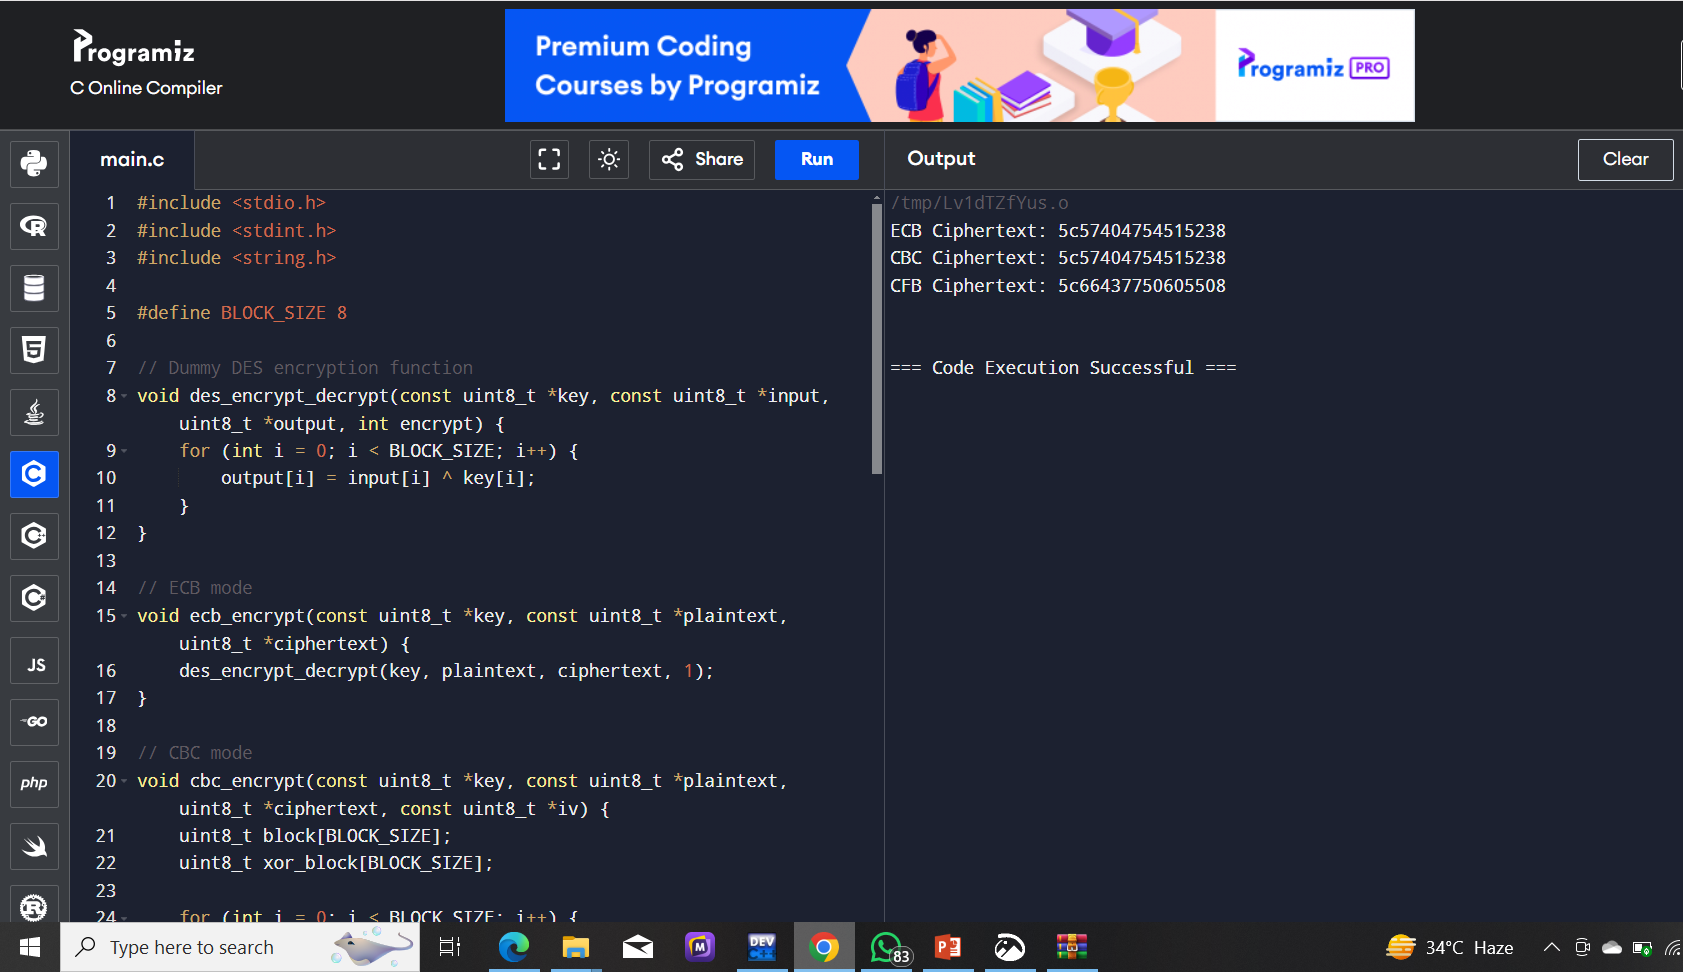 Programiz
C Online Compiler
Premium Coding
Courses by Programiz
Programiz PRO
main.c
Share
Run
Output
Clear
1 #include <stdio.h>
2 #include <stdint.h>
3 #include <string.h>
4
5 #define BLOCK_SIZE 8
6
7 // Dummy DES encryption function
8 void des_encrypt_decrypt(const uint8_t *key, const uint8_t *input,
uint8_t *output, int encrypt) {
9 for (int i = 0; i < BLOCK_SIZE; i++) {
10 output[i] = input[i] ^ key[i];
11 }
12 }
13
14 // ECB mode
15 void ecb_encrypt(const uint8_t *key, const uint8_t *plaintext,
uint8_t *ciphertext) {
16 des_encrypt_decrypt(key, plaintext, ciphertext, 1);
17 }
18
19 // CBC mode
20 void cbc_encrypt(const uint8_t *key, const uint8_t *plaintext,
uint8_t *ciphertext, const uint8_t *iv) {
21 uint8_t block[BLOCK_SIZE];
22 uint8_t xor_block[BLOCK_SIZE];
23
24 for (int i = 0; i < BLOCK_SIZE; i++) {
/tmp/Lv1dTZfYus.o
ECB Ciphertext: 5c57404754515238
CBC Ciphertext: 5c57404754515238
CFB Ciphertext: 5c66437750605508
=== Code Execution Successful ===
JS
GO
php
Type here to search
M
DEV
C++
83
P
34°C Haze